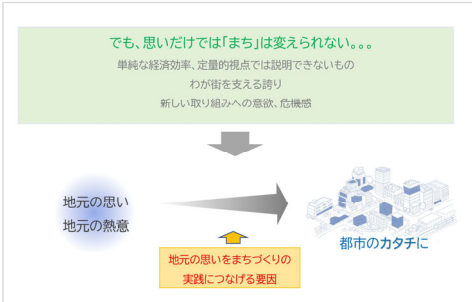 でも、思いだけでは「まち」は変えられない。。。
単純な経済効率、定量的視点では説明できないもの
わが街を支える誇り
新しい取り組みへの意欲、危機感
地元の思い
地元の熱意
都市のカタチに
地元の思いをまちづくりの
実践につなげる要因